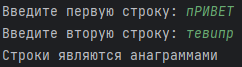 Введите первую строку: пРИВЕТ
Введите вторую строку: тевипр
Строки являются анаграммами